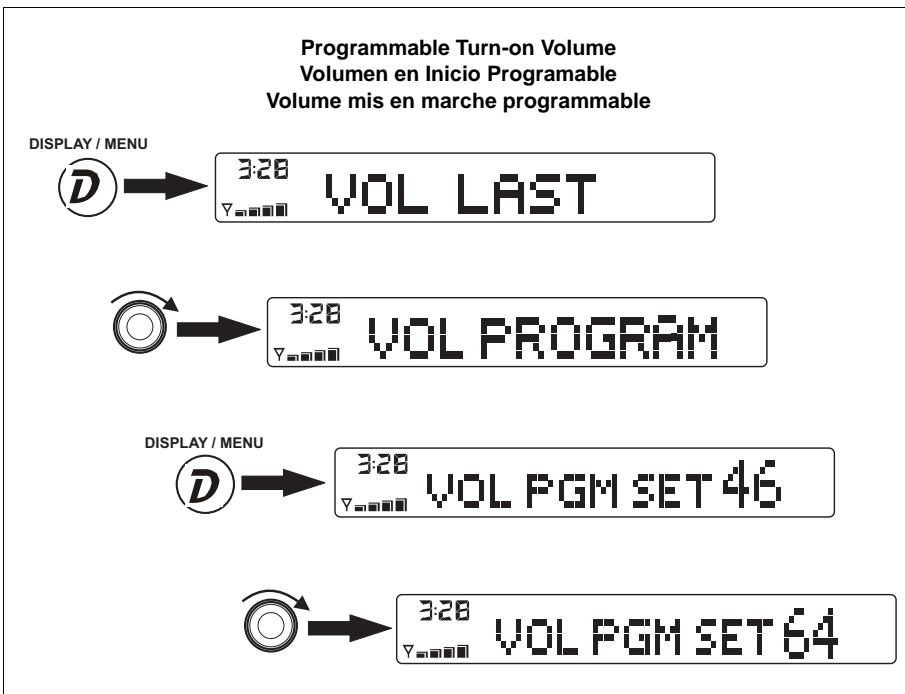 Programmable Turn-on Volume
Volumen en Inicio Programable
Volume mis en marche programmable
DISPLAY / MENU
D
3:28
VOL LAST
3:28
VOL PROGRAM
DISPLAY / MENU
D
3:28
VOL PGM SET 46
3:28
VOL PGM SET 64